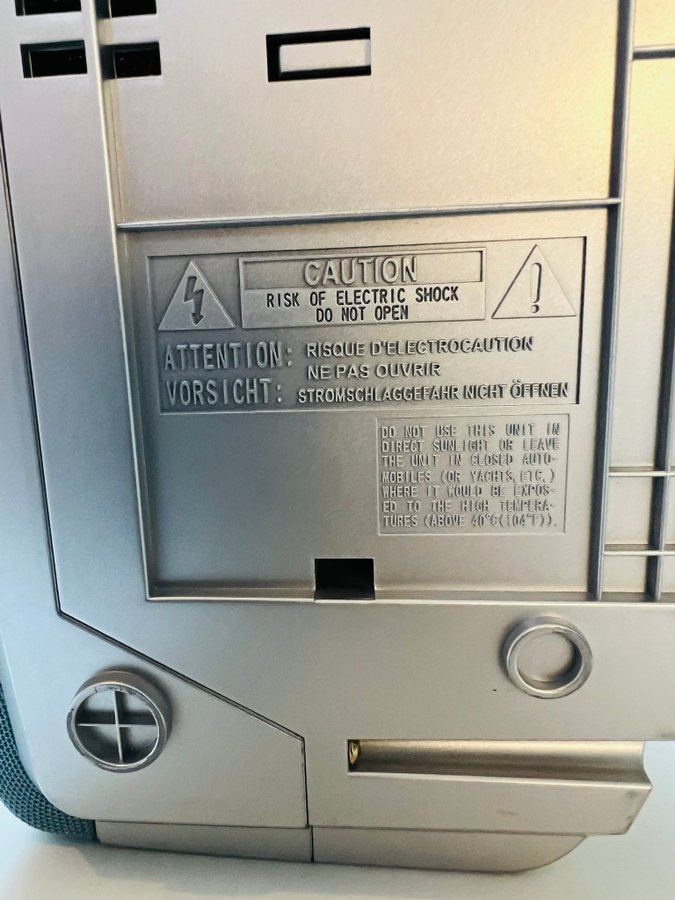 CAUTION
RISK OF ELECTRIC SHOCK
DO NOT OPEN
ATTENTION: RISQUE D'ELECTROCAUTION
NE PAS OUVRIR
VORSICHT: STROMSCHLAGGEFAHR NICHT ÖFFNEN
DO NOT USE THIS UNIT IN
DIRECT SUNLIGHT OR LEAVE
THE UNIT IN CLOSED AUTO-
MOBILES (OR YACHTS, ETC.)
WHERE IT WOULD BE EXPOS-
ED TO THE HIGH TEMPERA-
TURES (ABOVE 40°C(104°F)).